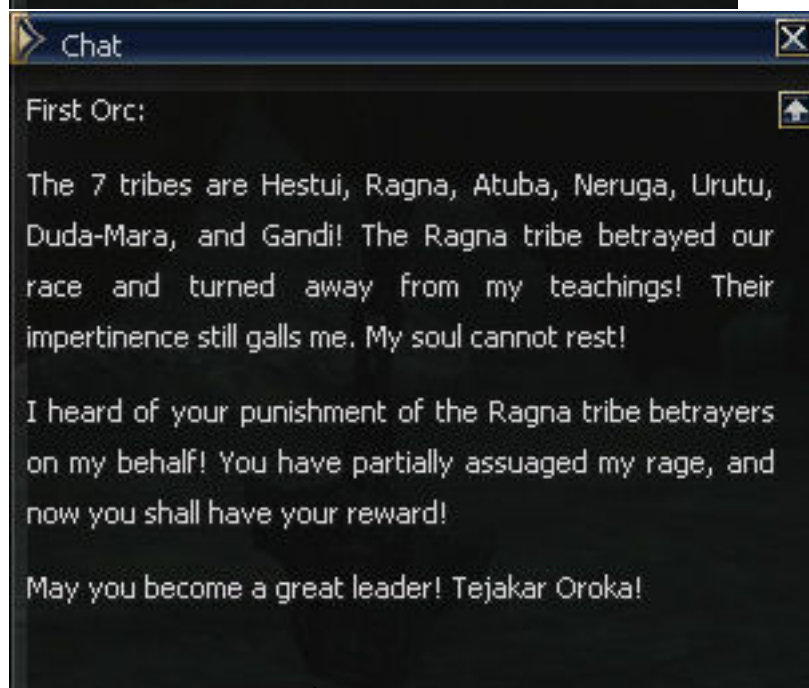 Chat
First Orc:
The 7 tribes are Hestui, Ragna, Atuba, Neruga, Urutu,
Duda-Mara, and Gandi! The Ragna tribe betrayed our
race and turned away from my teachings! Their
impertinence still galls me. My soul cannot rest!
I heard of your punishment of the Ragna tribe betrayers
on my behalf! You have partially assuaged my rage, and
now you shall have your reward!
May you become a great leader! Tejakar Oroka!